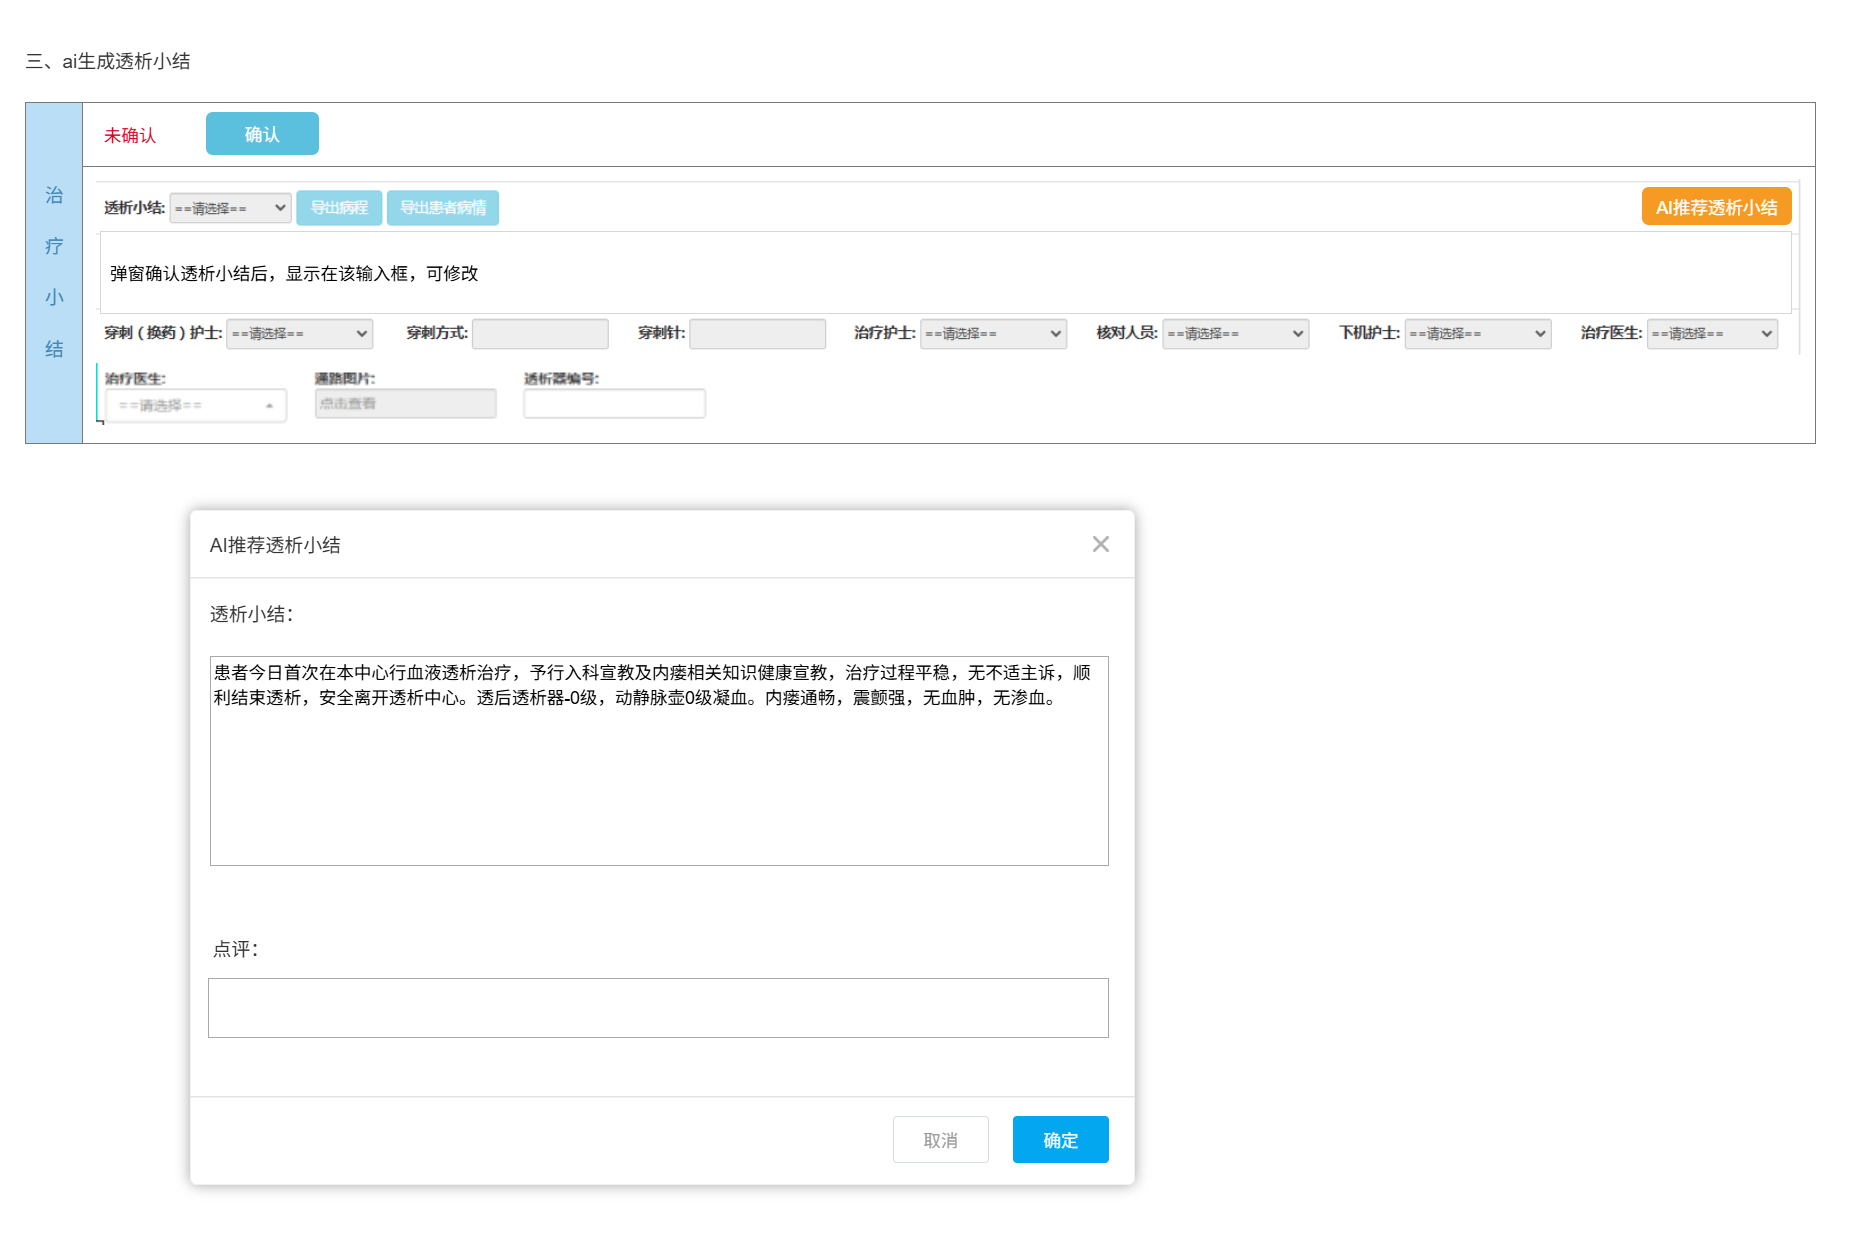 三、ai生成透析小结
未确认 确认
治
疗
小
结
透析小结: ==请选择== 导出病程 导出患者病情 AI推荐透析小结
弹窗确认透析小结后，显示在该输入框，可修改
穿刺(换药)护士: ==请选择== 穿刺方式: 穿刺针: 治疗护士: ==请选择== 核对人员: ==请选择== 下机护士: ==请选择== 治疗医生: ==请选择==
治疗医生: 通路图片: 透析器编号:
==请选择== 点击查看
AI推荐透析小结
透析小结：
患者今日首次在本中心行血液透析治疗，予行入科宣教及内瘘相关知识健康宣教，治疗过程平稳，无不适主诉，顺
利结束透析，安全离开透析中心。透后透析器-0级，动静脉壶0级凝血。内瘘通畅，震颤强，无血肿，无渗血。
点评：
取消 确定